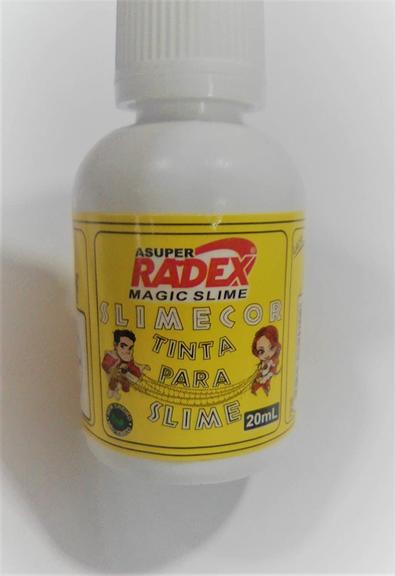 ASUPER
RADEX
MAGIC SLIME
SLIMECOR
TINTA
PARA
SLIME
20mL